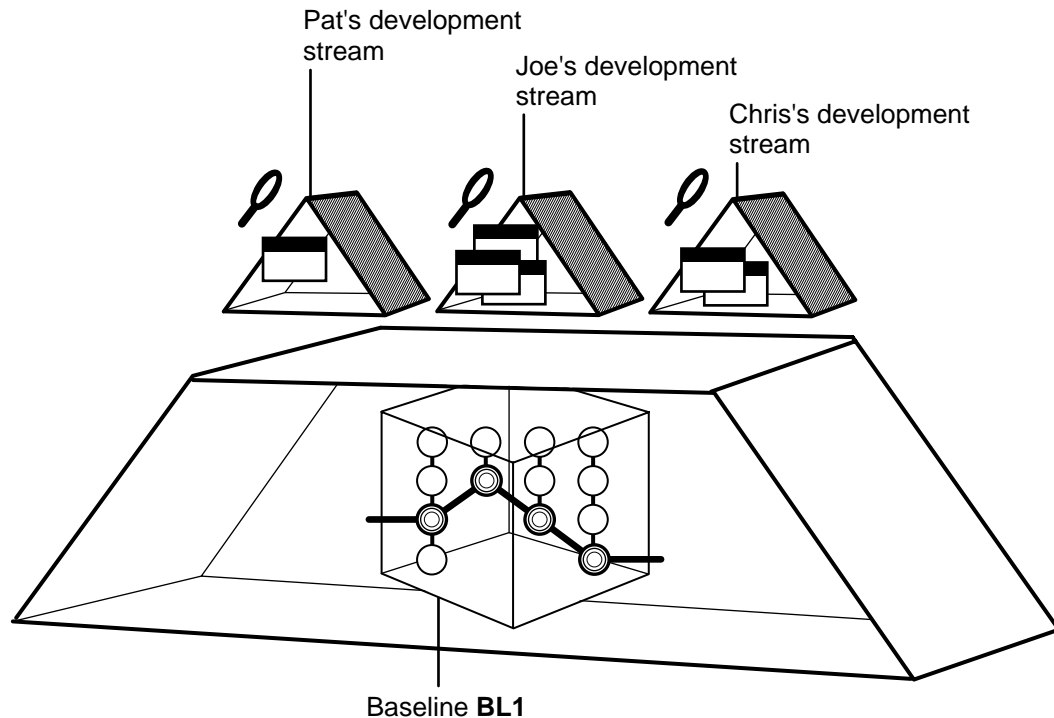 Pat's development
stream
Joe's development
stream
Chris's development
stream
Baseline BL1